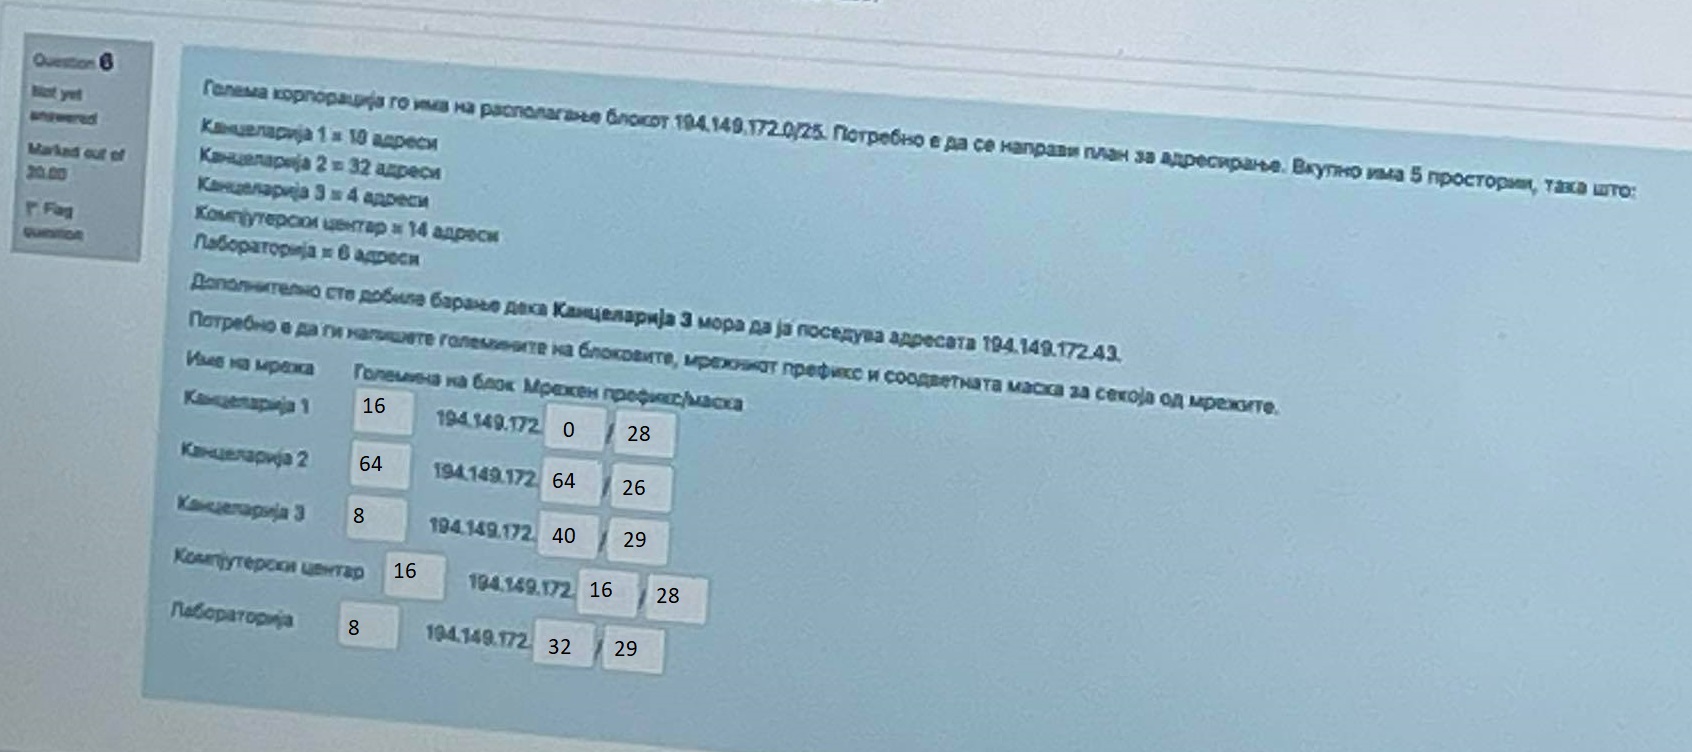 Question 6
Not yet
answered
Marked out of
20.00
Flag
question
Голема корпорација го има на располагање блокот 194.149.172.0/25. Потребно е да се направи план за адресирање. Вкупно има 5 простории, така што:
Канцеларија 1 = 10 адреси
Канцеларија 2 = 32 адреси
Канцеларија 3 = 4 адреси
Компјутерски центар = 14 адреси
Лабораторија = 6 адреси
Дополнително сте добиле барање дека Канцеларија 3 мора да ја поседува адресата 194.149.172.43.
Потребно е да ги напишете големините на блоковите, мрежниот префикс и соодветната маска за секоја од мрежите.
Име на мрежа Големина на блок Мрежен префикс/маска
Канцеларија 1 16 194.149.172. 0 / 28
Канцеларија 2 64 194.149.172. 64 / 26
Канцеларија 3 8 194.149.172. 40 / 29
Компјутерски центар 16 194.149.172. 16 / 28
Лабораторија 8 194.149.172. 32 / 29